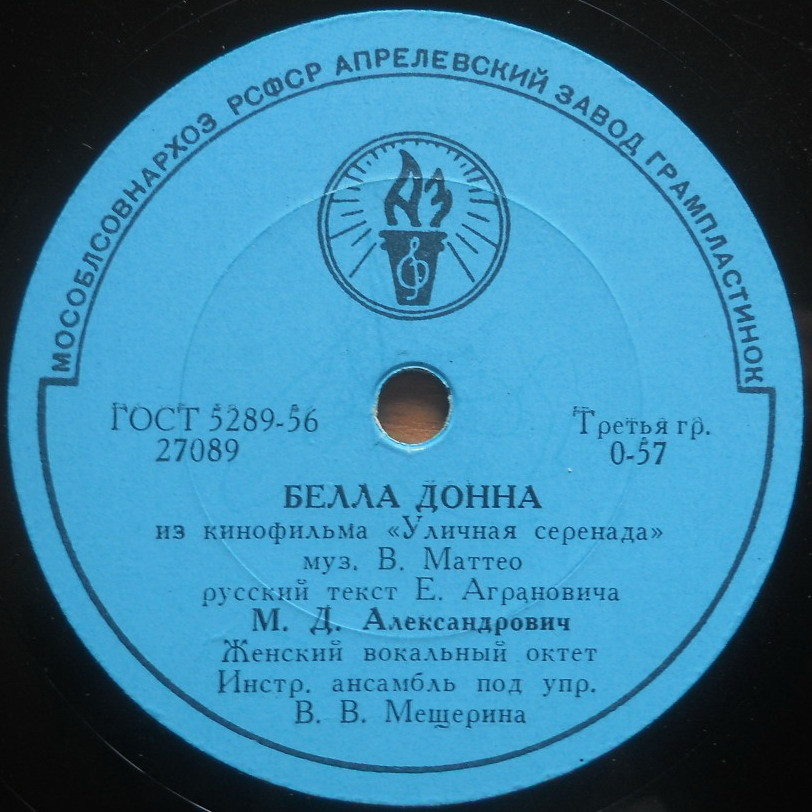 МОСОБЛСОВНАРХОЗ РСФСР АПРЕЛЕВСКИЙ ЗАВОД ГРАМПЛАСТИНОК
АЗ
ГОСТ 5289-56
27089
Третья гр.
0-57
БЕЛЛА ДОННА
из кинофильма «Уличная серенада»
муз. В. Маттео
русский текст Е. Аграновича
М. Д. Александрович
Женский вокальный октет
Инстр. ансамбль под упр.
В. В. Мещерина